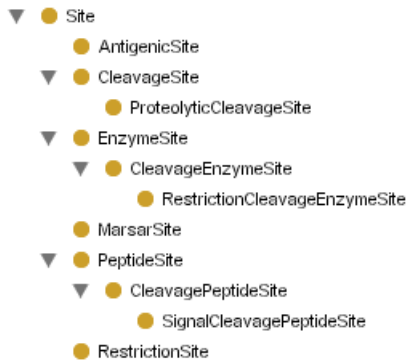 Site
AntigenicSite
CleavageSite
ProteolyticCleavageSite
EnzymeSite
CleavageEnzymeSite
RestrictionCleavageEnzymeSite
MarsarSite
PeptideSite
CleavagePeptideSite
SignalCleavagePeptideSite
RestrictionSite